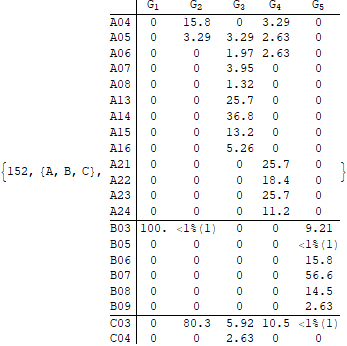 G1 G2 G3 G4 G5
A04 0 15.8 0 3.29 0
A05 0 3.29 3.29 2.63 0
A06 0 0 1.97 2.63 0
A07 0 0 3.95 0 0
A08 0 0 1.32 0 0
A13 0 0 25.7 0 0
A14 0 0 36.8 0 0
A15 0 0 13.2 0 0
A16 0 0 5.26 0 0
{152, {A, B, C}, }
A21 0 0 0 25.7 0
A22 0 0 0 18.4 0
A23 0 0 0 25.7 0
A24 0 0 0 11.2 0
B03 100. <1%(1) 0 0 9.21
B05 0 0 0 0 <1%(1)
B06 0 0 0 0 15.8
B07 0 0 0 0 56.6
B08 0 0 0 0 14.5
B09 0 0 0 0 2.63
C03 0 80.3 5.92 10.5 <1%(1)
C04 0 0 2.63 0 0